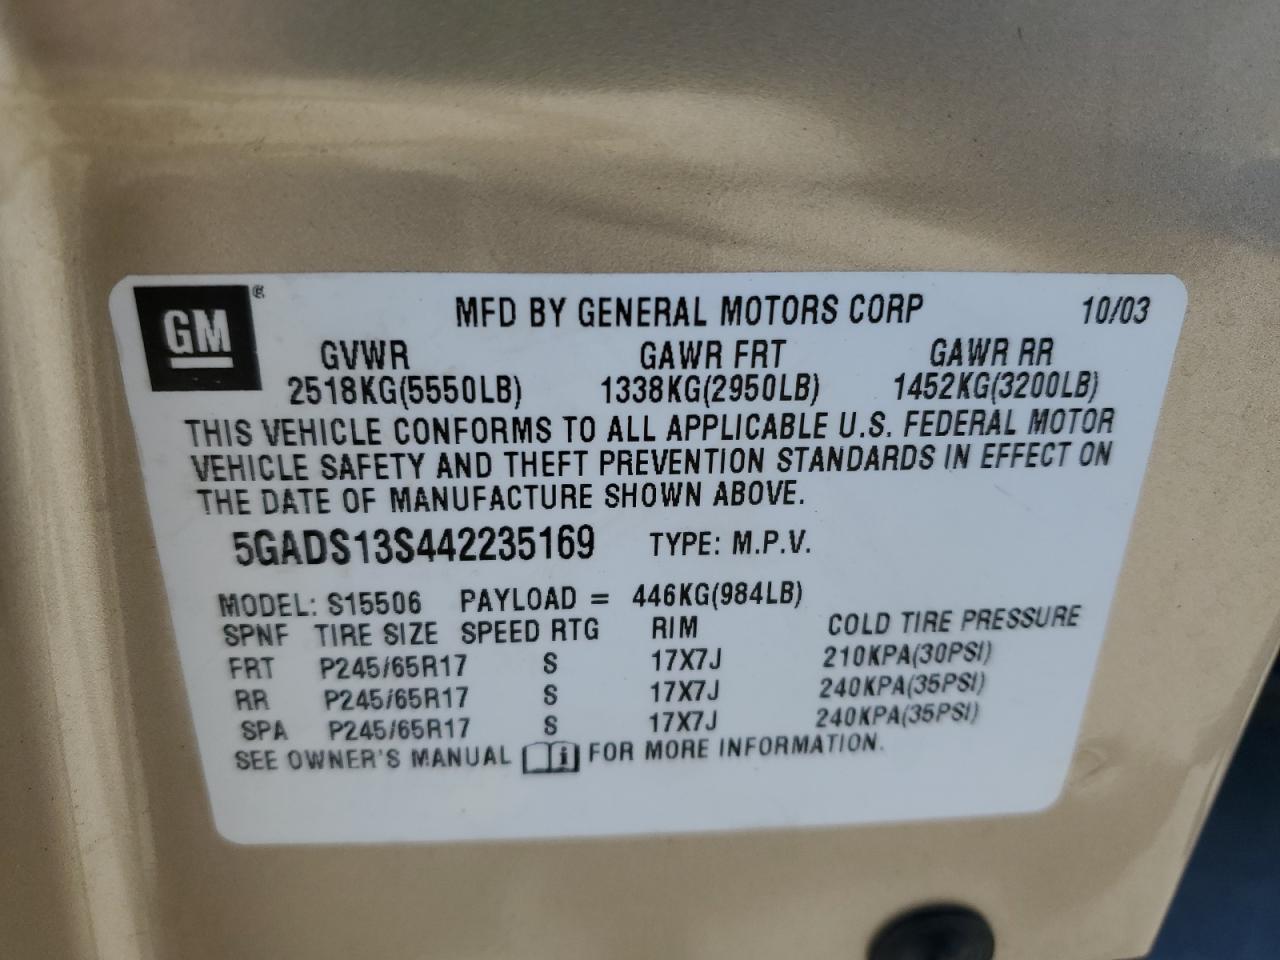 GM ® MFD BY GENERAL MOTORS CORP 10/03
GVWR GAWR FRT GAWR RR
2518KG(5550LB) 1338KG(2950LB) 1452KG(3200LB)
THIS VEHICLE CONFORMS TO ALL APPLICABLE U.S. FEDERAL MOTOR
VEHICLE SAFETY AND THEFT PREVENTION STANDARDS IN EFFECT ON
THE DATE OF MANUFACTURE SHOWN ABOVE.
5GADS13S442235169 TYPE: M.P.V.
MODEL: S15506 PAYLOAD = 446KG(984LB)
SPNF TIRE SIZE SPEED RTG RIM COLD TIRE PRESSURE
FRT P245/65R17 S 17X7J 210KPA(30PSI)
RR P245/65R17 S 17X7J 240KPA(35PSI)
SPA P245/65R17 S 17X7J 240KPA(35PSI)
SEE OWNER'S MANUAL i FOR MORE INFORMATION.